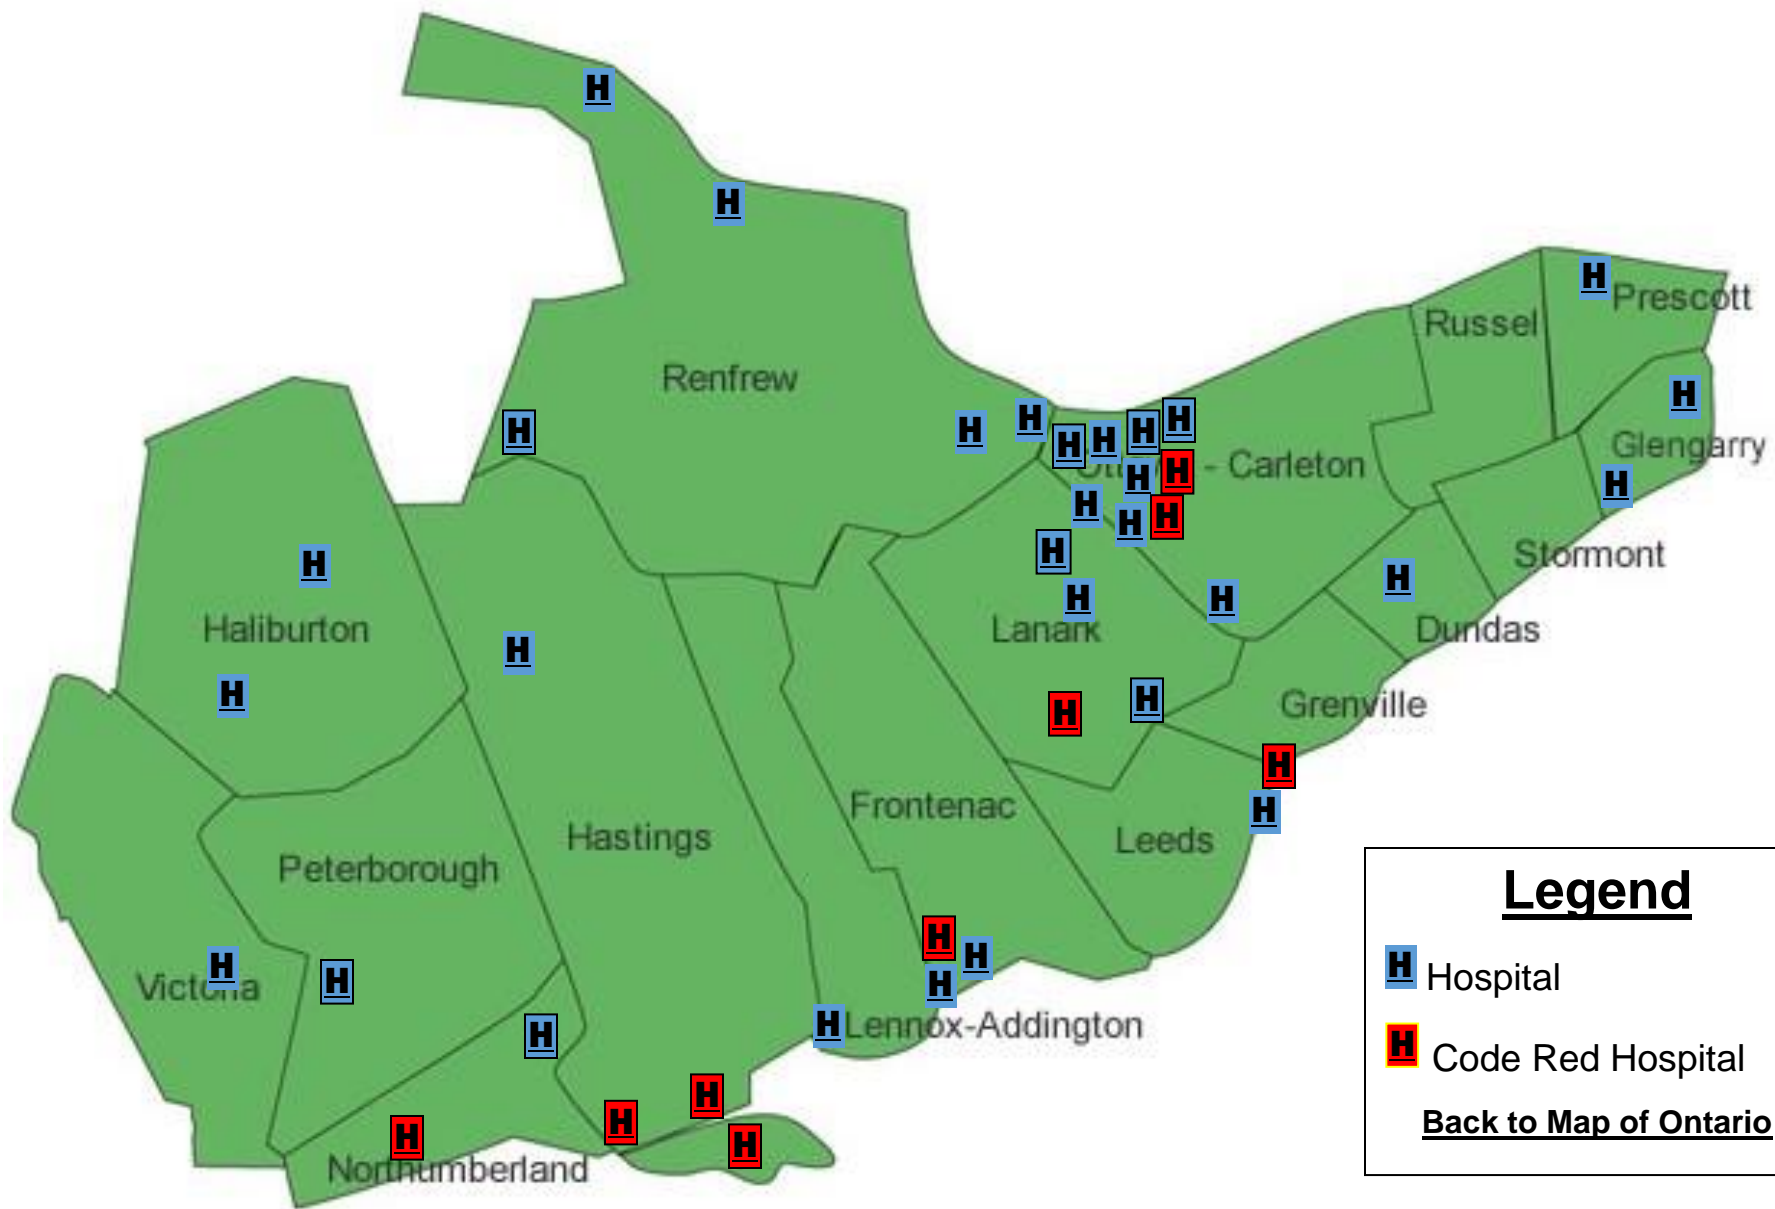 H
H
H
Prescott
Russel
Renfrew
H
Glengarry
H
H
H
H
H
H
H
H
H
- Carleton
H
H
H
H
H
H
Stormont
H
H
H
H
H
Dundas
Haliburton
Lanark
H
H
H
H
Grenville
H
H
Frontenac
Hastings
Leeds
Peterborough
Legend
H
H
H
H
Victoria
H
H Hospital
H
H
Lennox-Addington
H Code Red Hospital
H
H
H
H
Northumberland
Back to Map of Ontario